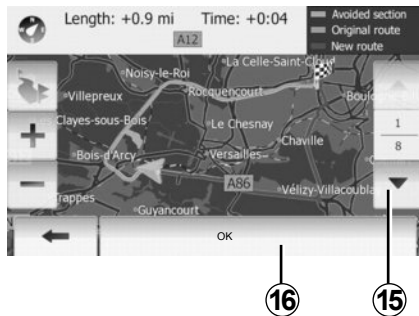 Length: +0.9 mi Time: +0:04
A12
Avoided section
Original route
New route
La Celle-Saint-Cloud
Noisy-le-Roi
Villepreux
Rocquencourt
Clayes-sous-Bois
Le Chesnay
1
8
Bois-d'Arcy
Versailles
Chaville
A86
Vélizy-Villacoubla
Trappes
Guyancourt
OK
16
15